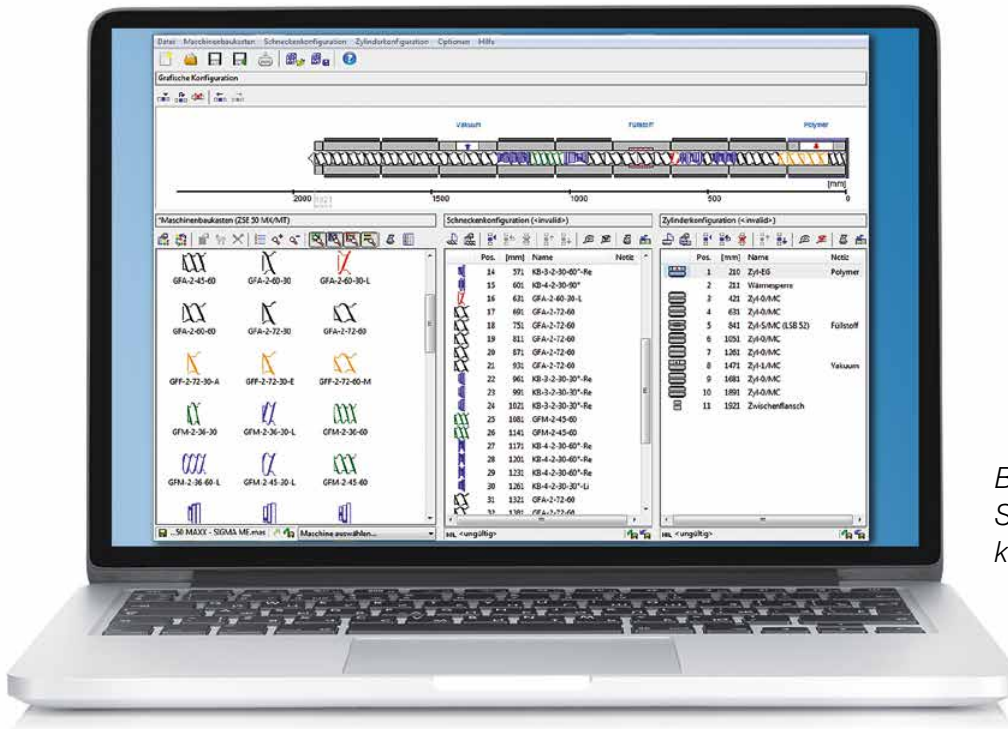 Datei Maschinenbaukasten Schneckenkonfiguration Zylinderkonfiguration Optionen Hilfe
Grafische Konfiguration
Vakuum Füllstoff Polymer
[mm]
2000 1921 1500 1000 500 0
*Maschinenbaukasten (ZSE 50 MX/MT) Schneckenkonfiguration (<invalid>) Zylinderkonfiguration (<invalid>)
GFA-2-45-60 GFA-2-60-30 GFA-2-60-30-L
GFA-2-60-60 GFA-2-72-30 GFA-2-72-60
GFF-2-72-30-A GFF-2-72-30-E GFF-2-72-60-M
GFM-2-36-30 GFM-2-36-30-L GFM-2-36-60
GFM-2-36-60-L GFM-2-45-30-L GFM-2-45-60
Pos. [mm] Name Notiz
14 571 KB-3-2-30-60°-Re
15 601 KB-4-2-30-90°
16 631 GFA-2-60-30-L
17 691 GFA-2-72-60
18 751 GFA-2-72-60
19 811 GFA-2-72-60
20 871 GFA-2-72-60
21 931 GFA-2-72-60
22 961 KB-3-2-30-30°-Re
23 991 KB-3-2-30-30°-Re
24 1021 KB-3-2-30-30°-Re
25 1081 GFM-2-45-60
26 1141 GFM-2-45-60
27 1171 KB-4-2-30-60°-Re
28 1201 KB-4-2-30-60°-Re
29 1231 KB-4-2-30-60°-Re
30 1261 KB-4-2-30-60°-Li
31 1321 GFA-2-72-60
32 1381 GFA-2-72-60
Pos. [mm] Name Notiz
1 210 Zyl-EG Polymer
2 211 Wärmesperre
3 421 Zyl-0/MC
4 631 Zyl-0/MC
5 841 Zyl-S/MC (LSB 52) Füllstoff
6 1051 Zyl-0/MC
7 1261 Zyl-0/MC
8 1471 Zyl-1/MC Vakuum
9 1681 Zyl-0/MC
10 1891 Zyl-0/MC
11 1921 Zwischenflansch
...50 MAXX - SIGMA ME.mas Maschine auswählen... <ungültig> <ungültig>